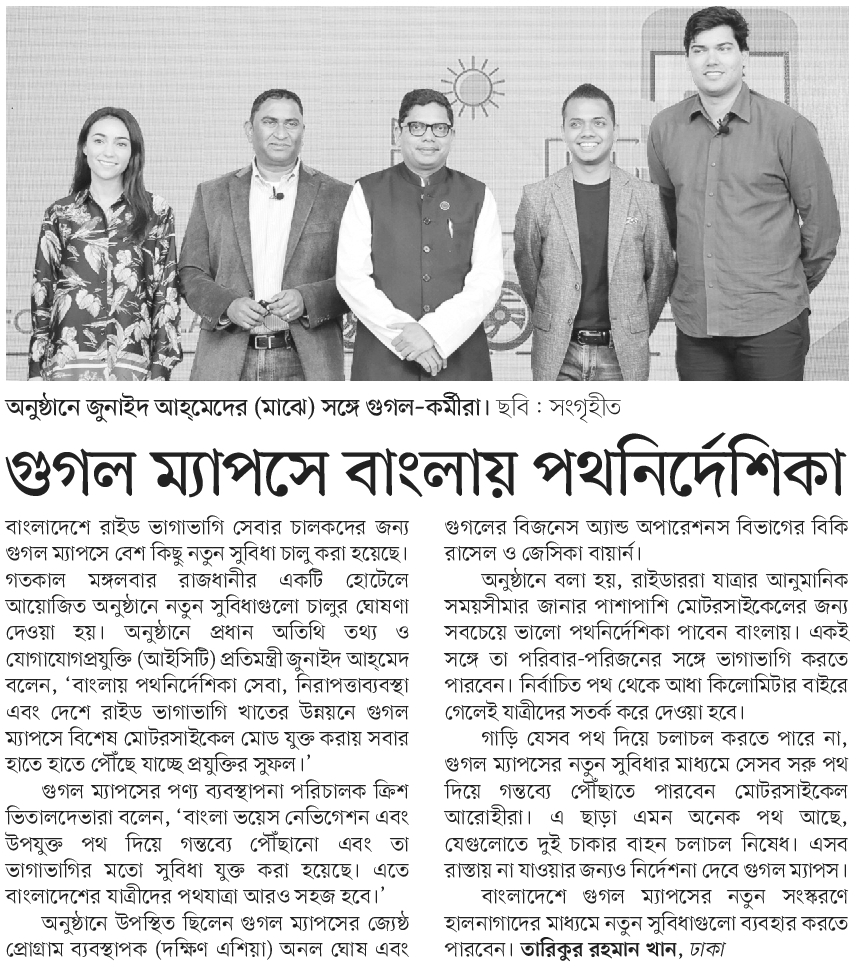 অনুষ্ঠানে জুনাইদ আহ্‌মেদের (মাঝে) সঙ্গে গুগল-কর্মীরা। ছবি : সংগৃহীত
গুগল ম্যাপসে বাংলায় পথনির্দেশিকা
বাংলাদেশে রাইড ভাগাভাগি সেবার চালকদের জন্য
গুগল ম্যাপসে বেশ কিছু নতুন সুবিধা চালু করা হয়েছে।
গতকাল মঙ্গলবার রাজধানীর একটি হোটেলে
আয়োজিত অনুষ্ঠানে নতুন সুবিধাগুলো চালুর ঘোষণা
দেওয়া হয়। অনুষ্ঠানে প্রধান অতিথি তথ্য ও
যোগাযোগপ্রযুক্তি (আইসিটি) প্রতিমন্ত্রী জুনাইদ আহ্‌মেদ
বলেন, ‘বাংলায় পথনির্দেশিকা সেবা, নিরাপত্তাব্যবস্থা
এবং দেশে রাইড ভাগাভাগি খাতের উন্নয়নে গুগল
ম্যাপসে বিশেষ মোটরসাইকেল মোড যুক্ত করায় সবার
হাতে হাতে পৌঁছে যাচ্ছে প্রযুক্তির সুফল।’
গুগল ম্যাপসের পণ্য ব্যবস্থাপনা পরিচালক ক্রিশ
ভিতালদেভারা বলেন, ‘বাংলা ভয়েস নেভিগেশন এবং
উপযুক্ত পথ দিয়ে গন্তব্যে পৌঁছানো এবং তা
ভাগাভাগির মতো সুবিধা যুক্ত করা হয়েছে। এতে
বাংলাদেশের যাত্রীদের পথযাত্রা আরও সহজ হবে।’
অনুষ্ঠানে উপস্থিত ছিলেন গুগল ম্যাপসের জ্যেষ্ঠ
প্রোগ্রাম ব্যবস্থাপক (দক্ষিণ এশিয়া) অনল ঘোষ এবং
গুগলের বিজনেস অ্যান্ড অপারেশনস বিভাগের বিকি
রাসেল ও জেসিকা বায়ার্ন।
অনুষ্ঠানে বলা হয়, রাইডাররা যাত্রার আনুমানিক
সময়সীমার জানার পাশাপাশি মোটরসাইকেলের জন্য
সবচেয়ে ভালো পথনির্দেশিকা পাবেন বাংলায়। একই
সঙ্গে তা পরিবার-পরিজনের সঙ্গে ভাগাভাগি করতে
পারবেন। নির্বাচিত পথ থেকে আধা কিলোমিটার বাইরে
গেলেই যাত্রীদের সতর্ক করে দেওয়া হবে।
গাড়ি যেসব পথ দিয়ে চলাচল করতে পারে না,
গুগল ম্যাপসের নতুন সুবিধার মাধ্যমে সেসব সরু পথ
দিয়ে গন্তব্যে পৌঁছাতে পারবেন মোটরসাইকেল
আরোহীরা। এ ছাড়া এমন অনেক পথ আছে,
যেগুলোতে দুই চাকার বাহন চলাচল নিষেধ। এসব
রাস্তায় না যাওয়ার জন্যও নির্দেশনা দেবে গুগল ম্যাপস।
বাংলাদেশে গুগল ম্যাপসের নতুন সংস্করণে
হালনাগাদের মাধ্যমে নতুন সুবিধাগুলো ব্যবহার করতে
পারবেন। তারিকুর রহমান খান, ঢাকা